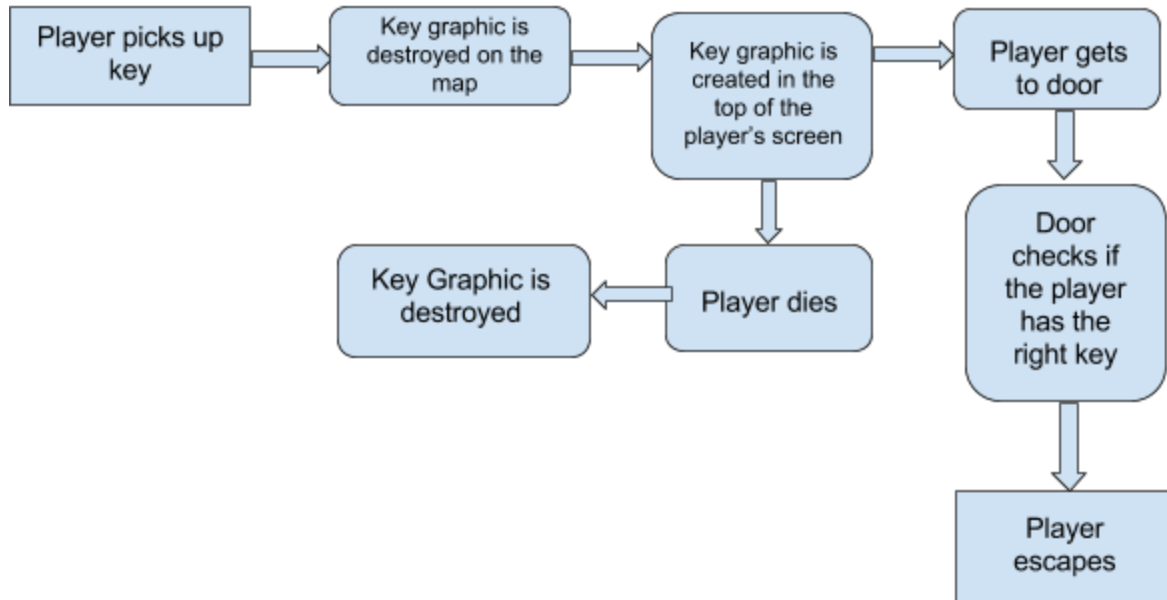 Player picks up
key
Key graphic is
destroyed on the
map
Key graphic is
created in the
top of the
player's screen
Player gets
to door
Door
checks if
the player
has the
right key
Player
escapes
Player dies
Key Graphic is
destroyed